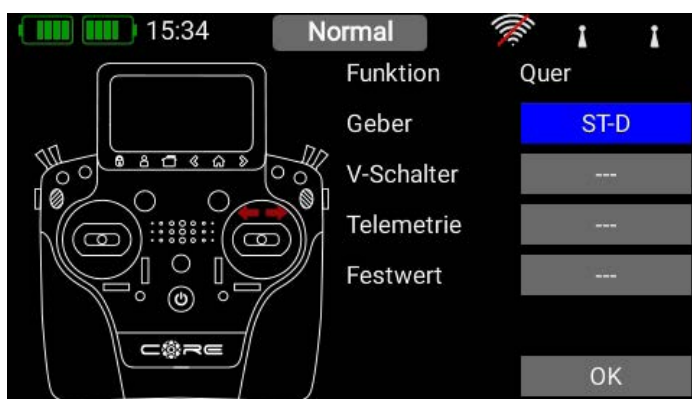 15:34
Normal
Funktion Quer
Geber ST-D
V-Schalter ---
Telemetrie ---
Festwert ---
CORE
OK